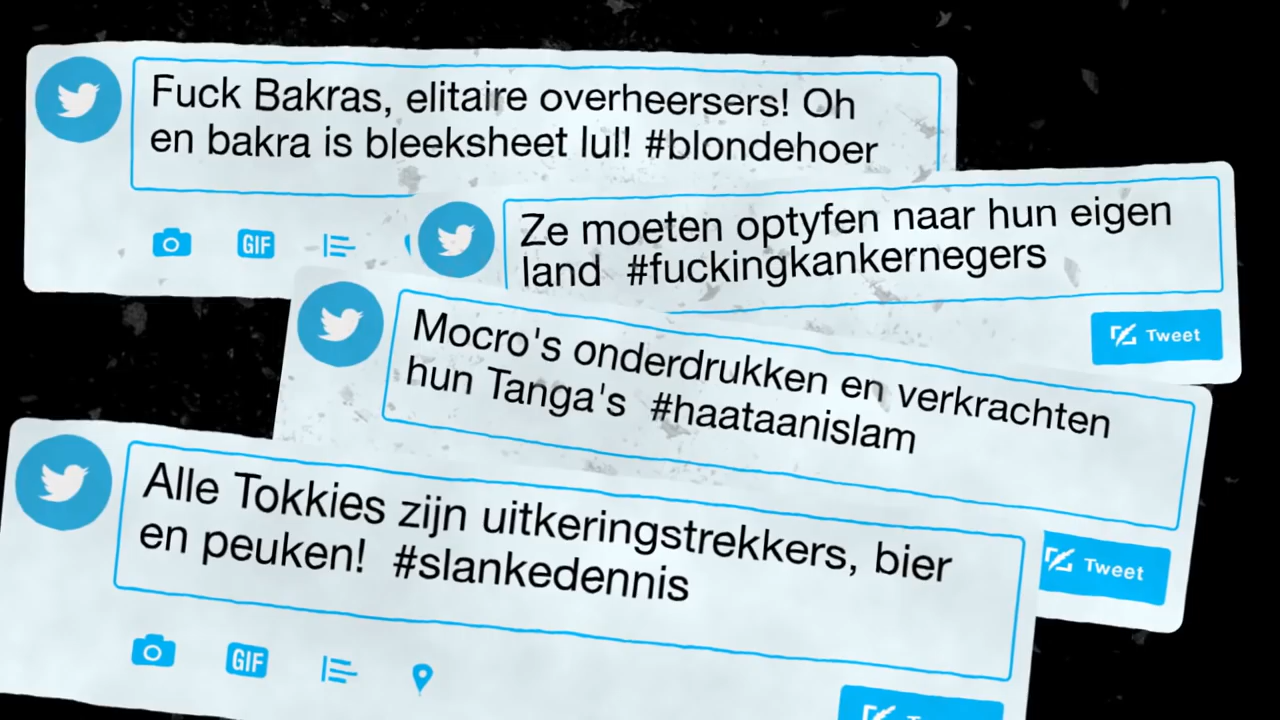 Fuck Bakras, elitaire overheersers! Oh
en bakra is bleeksheet lul! #blondehoer
GIF
Ze moeten optyfen naar hun eigen
land #fuckingkankernegers
Tweet
Mocro's onderdrukken en verkrachten
hun Tanga's #haataanislam
Tweet
Alle Tokkies zijn uitkeringstrekkers, bier
en peuken! #slankedennis
GIF